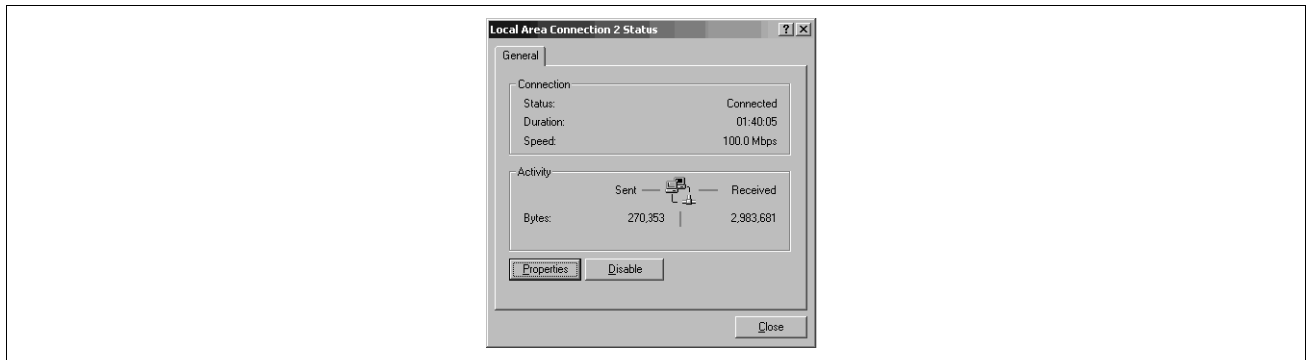 Local Area Connection 2 Status
General
Connection
Status: Connected
Duration: 01:40:05
Speed: 100.0 Mbps
Activity
Sent Received
Bytes: 270,353 2,983,681
Properties Disable
Close